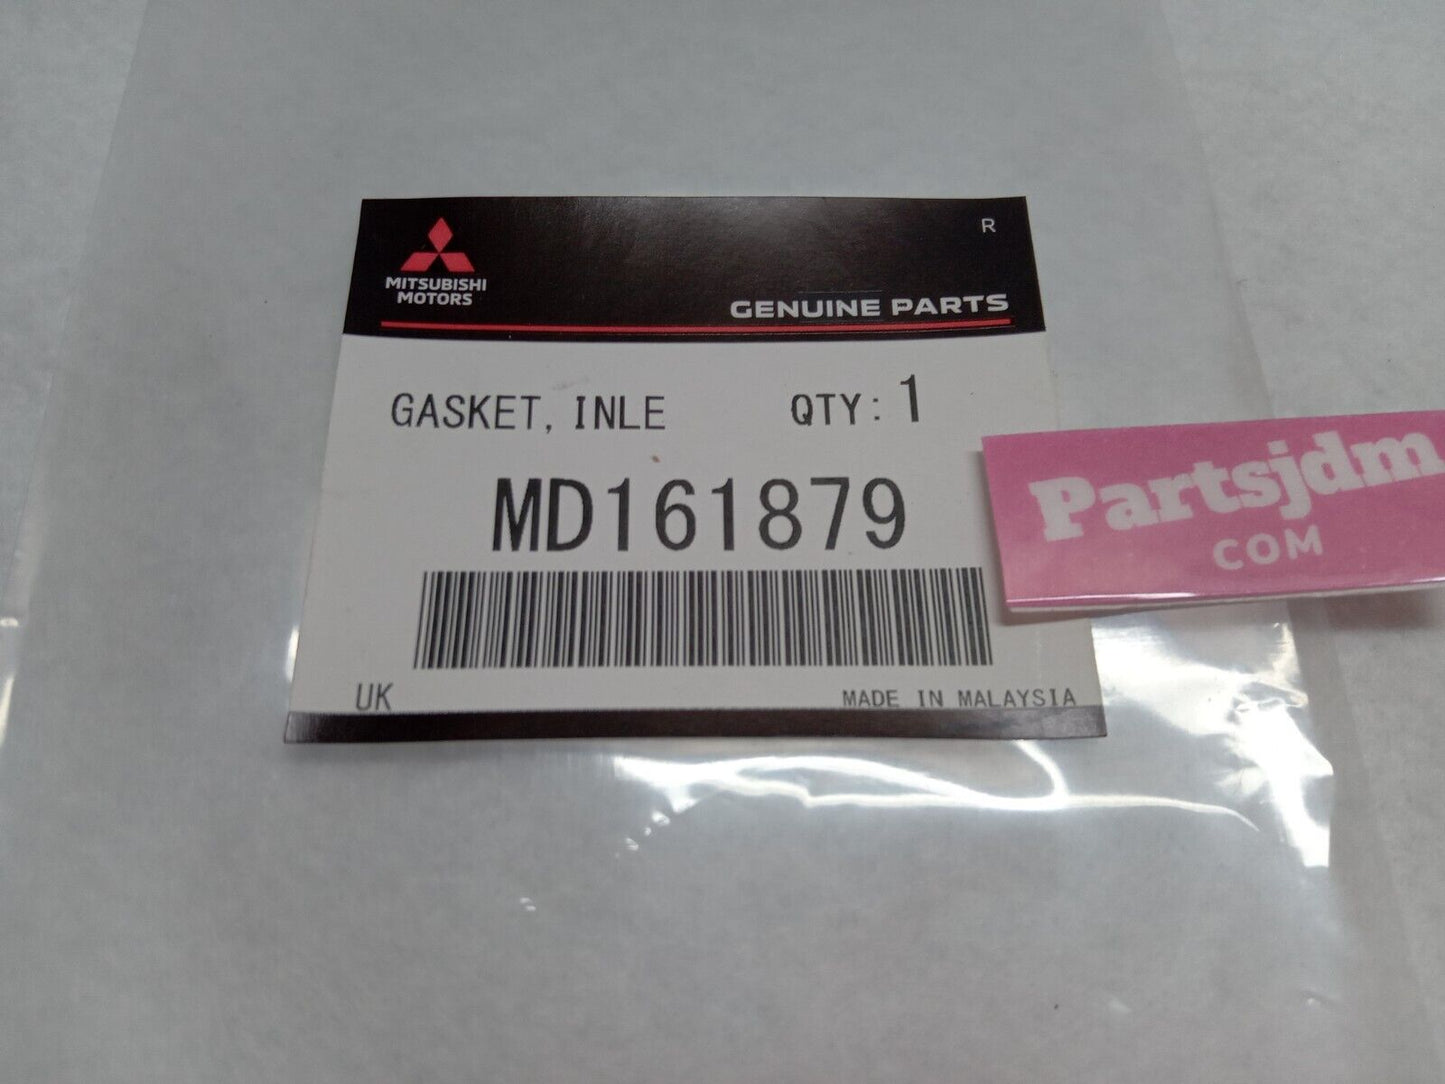 R
MITSUBISHI
MOTORS
GENUINE PARTS
GASKET, INLE QTY: 1
MD161879
Partsjdm
COM
UK MADE IN MALAYSIA